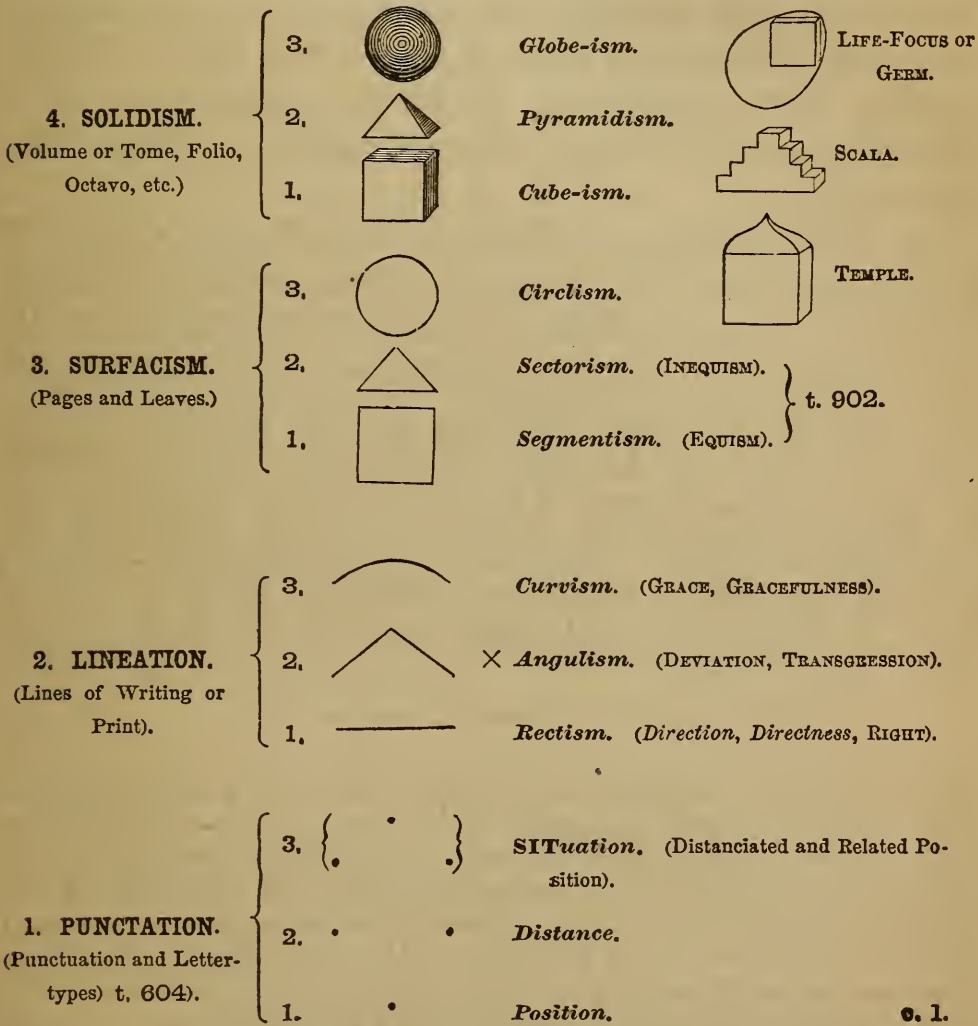 3. Globe-ism. LIFE-FOCUS OR
GERM.
4. SOLIDISM. 2. Pyramidism.
(Volume or Tome, Folio, SCALA.
Octavo, etc.) 1. Cube-ism.
3. Circlism. TEMPLE.
3. SURFACISM. 2. Sectorism. (INEQUISM).
(Pages and Leaves.) t. 902.
1. Segmentism. (EQUISM).
3. Curvism. (GRACE, GRACEFULNESS).
2. LINEATION. 2. × Angulism. (DEVIATION, TRANSGRESSION).
(Lines of Writing or
Print). 1. Rectism. (Direction, Directness, RIGHT).
3. SITuation. (Distanciated and Related Po-
sition).
1. PUNCTATION. 2. Distance.
(Punctuation and Letter-
types) t. 604). 1. Position. c. 1.